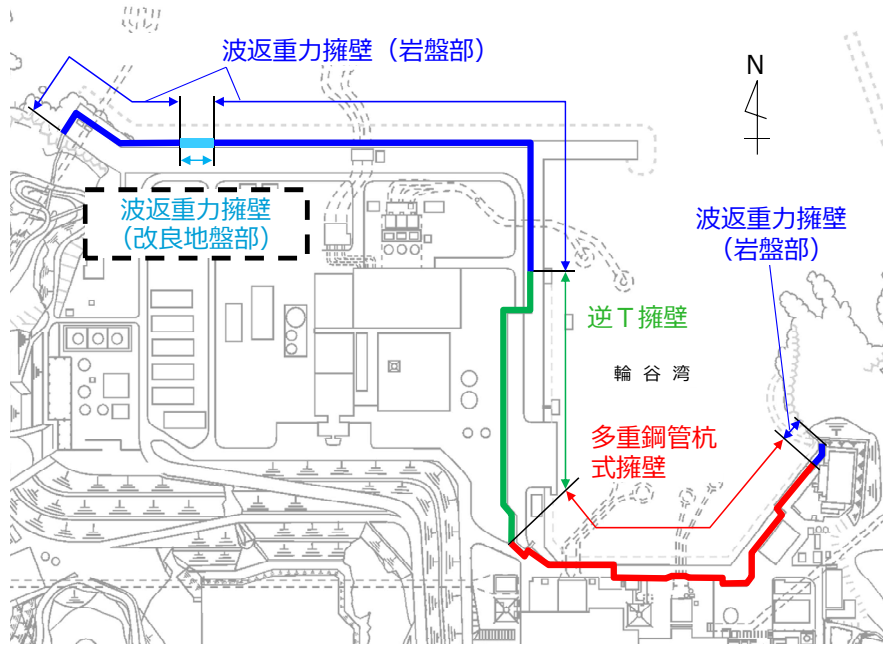 波返重力擁壁（岩盤部）
N
波返重力擁壁
（改良地盤部）
波返重力擁壁
（岩盤部）
逆Ｔ擁壁
輪谷湾
多重鋼管杭
式擁壁